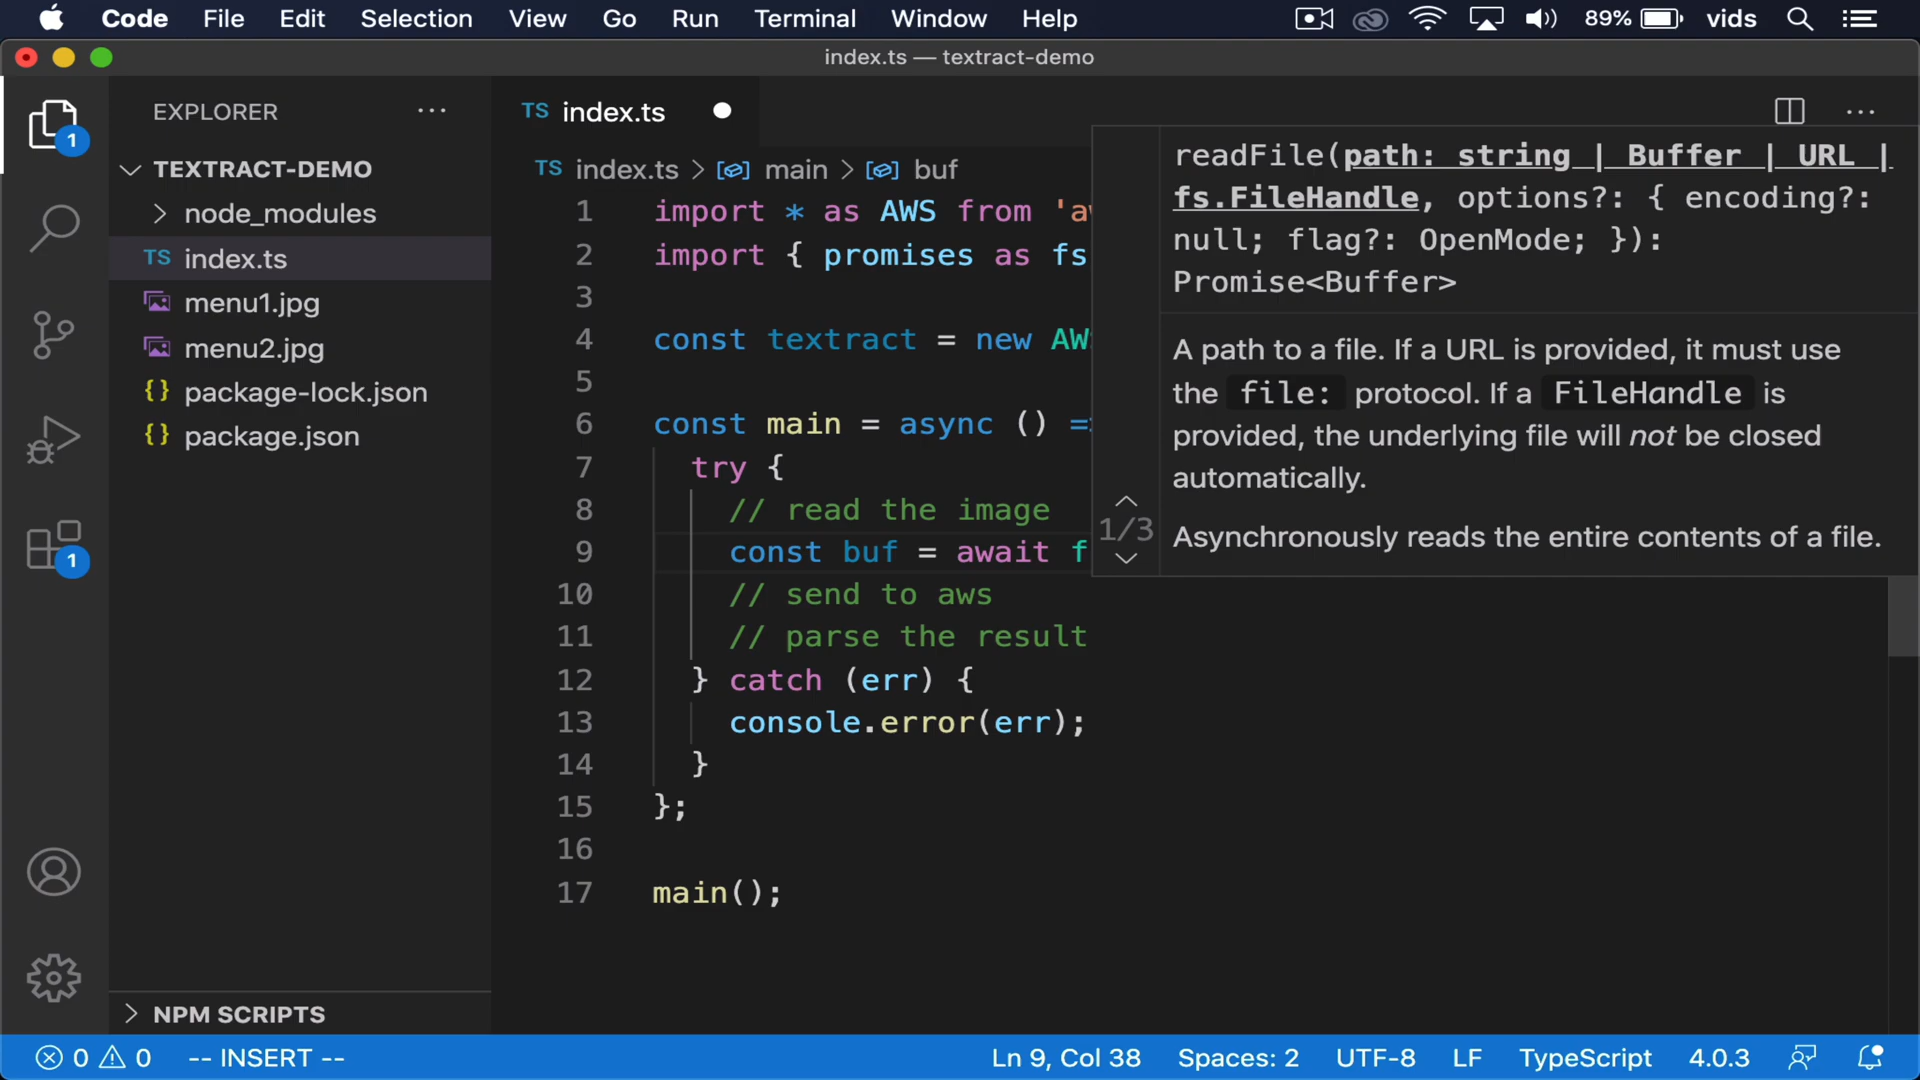 Code File Edit Selection View Go Run Terminal Window Help 89% vids
index.ts — textract-demo
EXPLORER ...
1
TEXTRACT-DEMO
node_modules
TS index.ts
menu1.jpg
menu2.jpg
{} package-lock.json
{} package.json
1
NPM SCRIPTS
TS index.ts ...
TS index.ts > main > buf
1 import * as AWS from 'a
2 import { promises as fs
3
4 const textract = new AW
5
6 const main = async () =
7 try {
8 // read the image
9 const buf = await f
10 // send to aws
11 // parse the result
12 } catch (err) {
13 console.error(err);
14 }
15 };
16
17 main();
readFile(path: string | Buffer | URL |
fs.FileHandle, options?: { encoding?:
null; flag?: OpenMode; }):
Promise<Buffer>
A path to a file. If a URL is provided, it must use
the file: protocol. If a FileHandle is
provided, the underlying file will not be closed
automatically.
1/3
Asynchronously reads the entire contents of a file.
0 0 -- INSERT -- Ln 9, Col 38 Spaces: 2 UTF-8 LF TypeScript 4.0.3